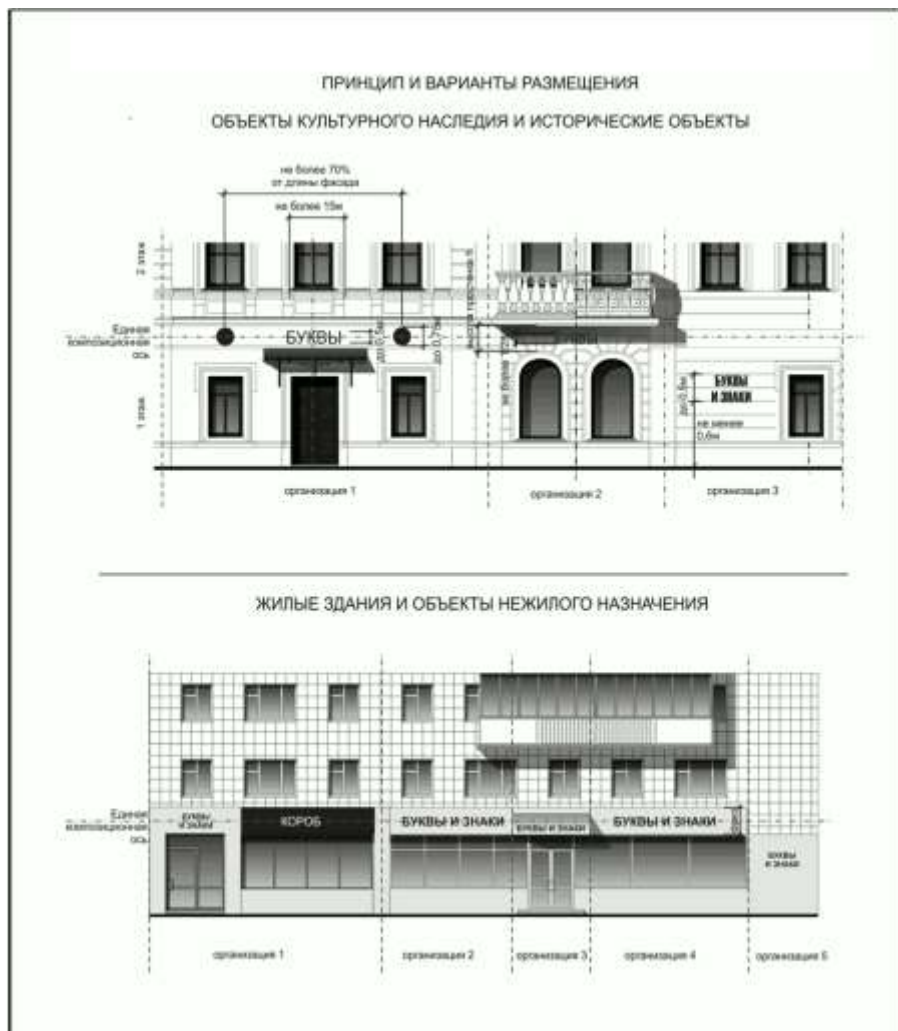 ПРИНЦИП И ВАРИАНТЫ РАЗМЕЩЕНИЯ
ОБЪЕКТЫ КУЛЬТУРНОГО НАСЛЕДИЯ И ИСТОРИЧЕСКИЕ ОБЪЕКТЫ
не более 70%
от длины фасада
не более 15м
2 этаж
Единая
композиционная
ось
БУКВЫ
до 0,5м
до 0,75м
1 этаж
БУКВЫ
И ЗНАКИ
до 0,5м
не менее
0,6м
организация 1
организация 2
организация 3
ЖИЛЫЕ ЗДАНИЯ И ОБЪЕКТЫ НЕЖИЛОГО НАЗНАЧЕНИЯ
Единая
композиционная
ось
БУКВЫ
И ЗНАКИ
КОРОБ
БУКВЫ И ЗНАКИ
БУКВЫ И ЗНАКИ
БУКВЫ И ЗНАКИ
БУКВЫ
И ЗНАКИ
организация 1
организация 2
организация 3
организация 4
организация 5